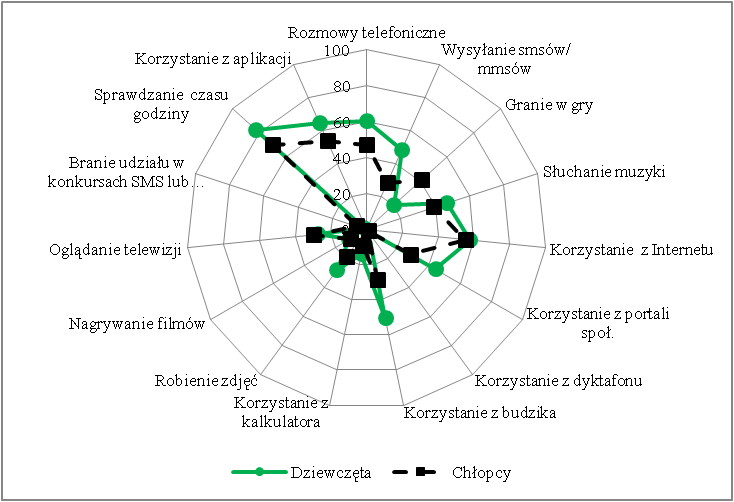 Rozmowy telefoniczne
Wysyłanie smsów/
mmsów
Granie w gry
Słuchanie muzyki
Korzystanie z Internetu
Korzystanie z portali
społ.
Korzystanie z dyktafonu
Korzystanie z budzika
Korzystanie z
kalkulatora
Robienie zdjęć
Nagrywanie filmów
Oglądanie telewizji
Branie udziału w
konkursach SMS lub…
Sprawdzanie czasu
godziny
Korzystanie z aplikacji
100
80
60
40
20
Dziewczęta
Chłopcy